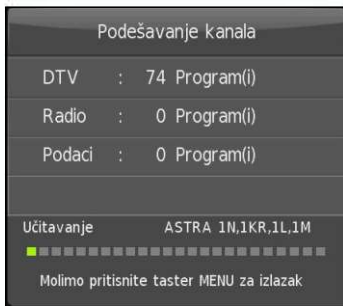 Podešavanje kanala
DTV : 74 Program(i)
Radio : 0 Program(i)
Podaci : 0 Program(i)
Učitavanje ASTRA 1N,1KR,1L,1M
Molimo pritisnite taster MENU za izlazak